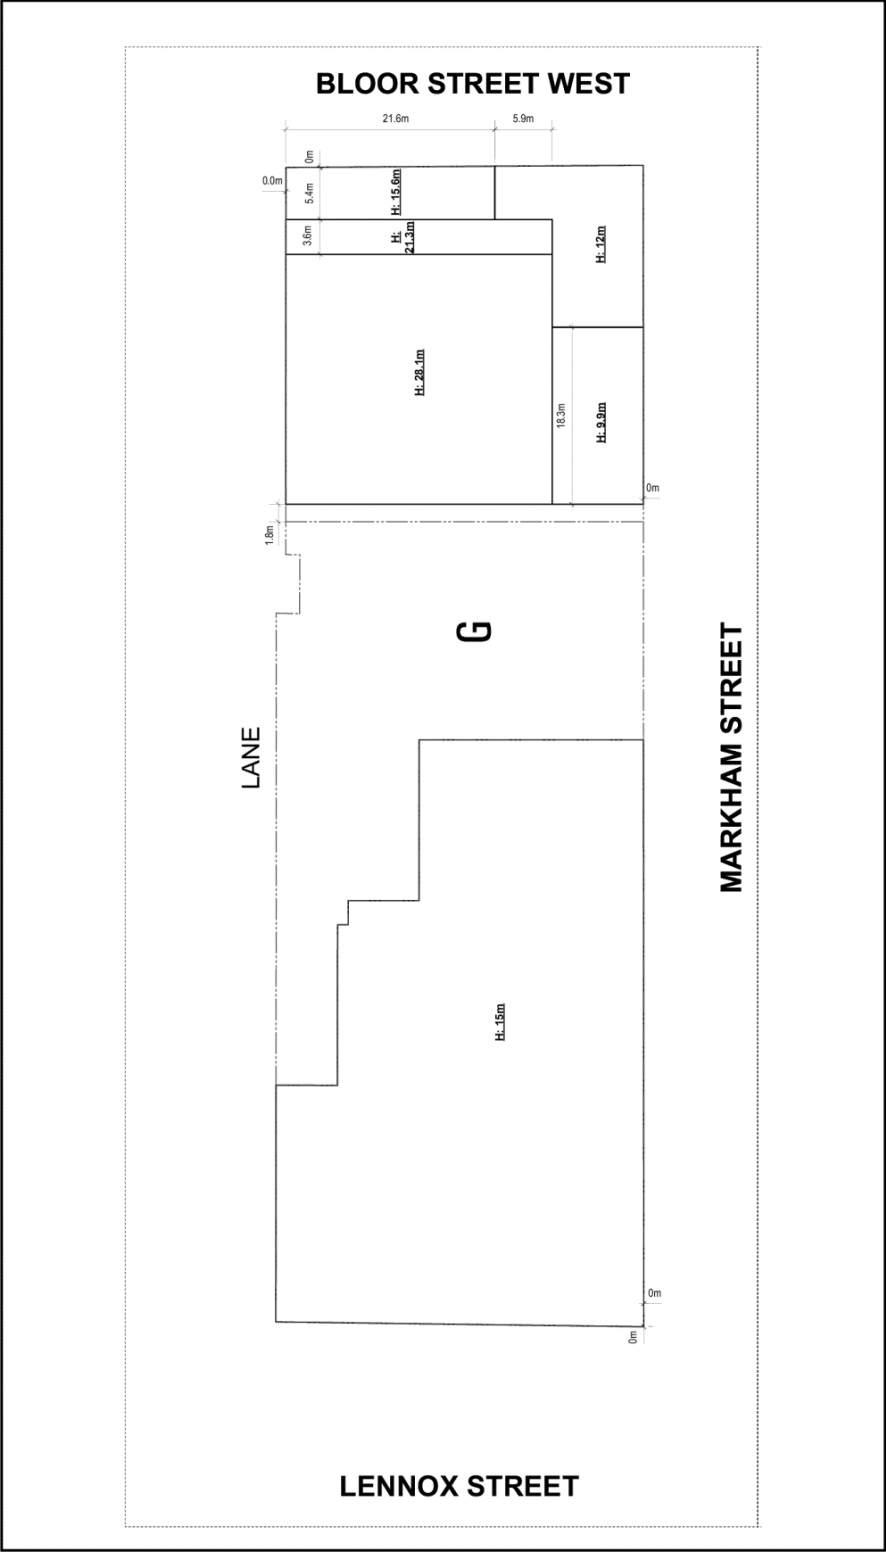 BLOOR STREET WEST
21.6m
5.9m
0m
0.0m
5.4m
H: 15.6m
3.6m
H:
21.3m
H: 12m
H: 28.1m
18.3m
H: 9.9m
0m
1.8m
G
MARKHAM STREET
LANE
H: 15m
0m
0m
LENNOX STREET